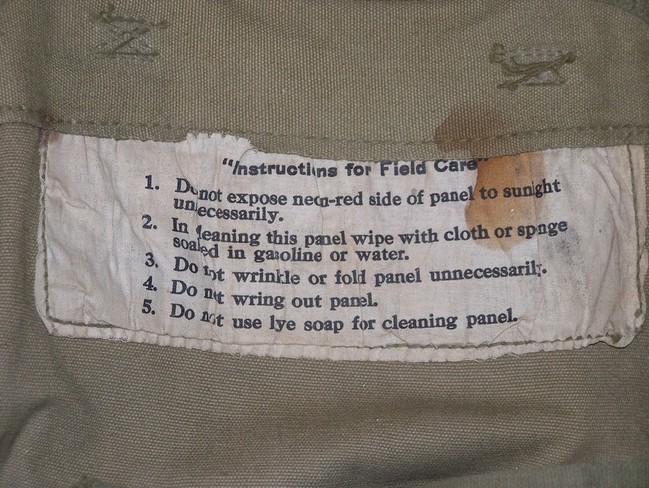 "Instructions for Field Care"
1. Do not expose neon-red side of panel to sunlight
unnecessarily.
2. In cleaning this panel wipe with cloth or sponge
soaked in gasoline or water.
3. Do not wrinkle or fold panel unnecessarily.
4. Do not wring out panel.
5. Do not use lye soap for cleaning panel.